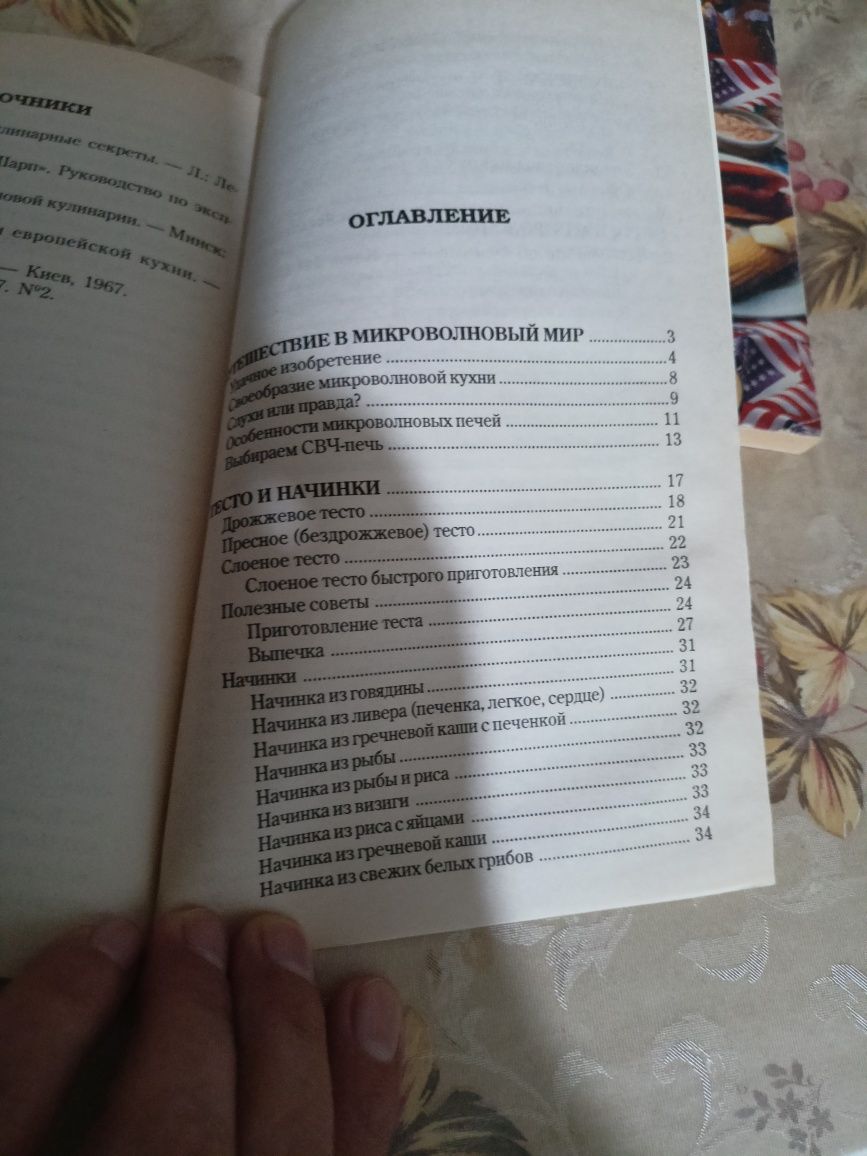 ОЧНИКИ
линарные секреты. — Л.: Ле-
Шарп». Руководство по эксп-
овой кулинарии. — Минск:
и европейской кухни. —
— Киев, 1967.
7. №2.
ОГЛАВЛЕНИЕ
ТЕШЕСТВИЕ В МИКРОВОЛНОВЫЙ МИР ..................3
Удачное изобретение ..................4
Своеобразие микроволновой кухни ..................8
Слухи или правда? ..................9
Особенности микроволновых печей .................. 11
Выбираем СВЧ-печь .................. 13
ТЕСТО И НАЧИНКИ .................. 17
Дрожжевое тесто .................. 18
Пресное (бездрожжевое) тесто .................. 21
Слоеное тесто .................. 22
Слоеное тесто быстрого приготовления .................. 23
Полезные советы .................. 24
Приготовление теста .................. 24
Выпечка .................. 27
Начинки .................. 31
Начинка из говядины .................. 31
Начинка из ливера (печенка, легкое, сердце) .................. 32
Начинка из гречневой каши с печенкой .................. 32
Начинка из рыбы .................. 32
Начинка из рыбы и риса .................. 33
Начинка из визиги .................. 33
Начинка из риса с яйцами .................. 33
Начинка из гречневой каши .................. 34
Начинка из свежих белых грибов .................. 34